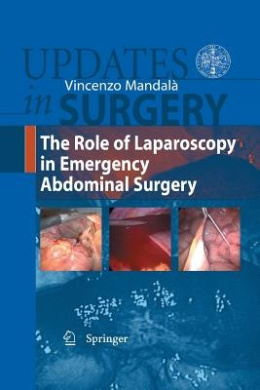 UPDATES
Vincenzo Mandalà
in SURGERY
The Role of Laparoscopy
in Emergency
Abdominal Surgery
Springer